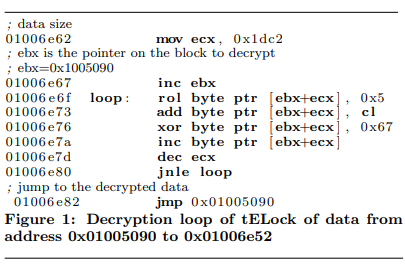 ; data size
01006e62 mov ecx, 0x1dc2
; ebx is the pointer on the block to decrypt
; ebx=0x1005090
01006e67 inc ebx
01006e6f loop: rol byte ptr [ebx+ecx], 0x5
01006e73 add byte ptr [ebx+ecx], cl
01006e76 xor byte ptr [ebx+ecx], 0x67
01006e7a inc byte ptr [ebx+ecx]
01006e7d dec ecx
01006e80 jnle loop
; jump to the decrypted data
01006e82 jmp 0x01005090
Figure 1: Decryption loop of tELock of data from
address 0x01005090 to 0x01006e52